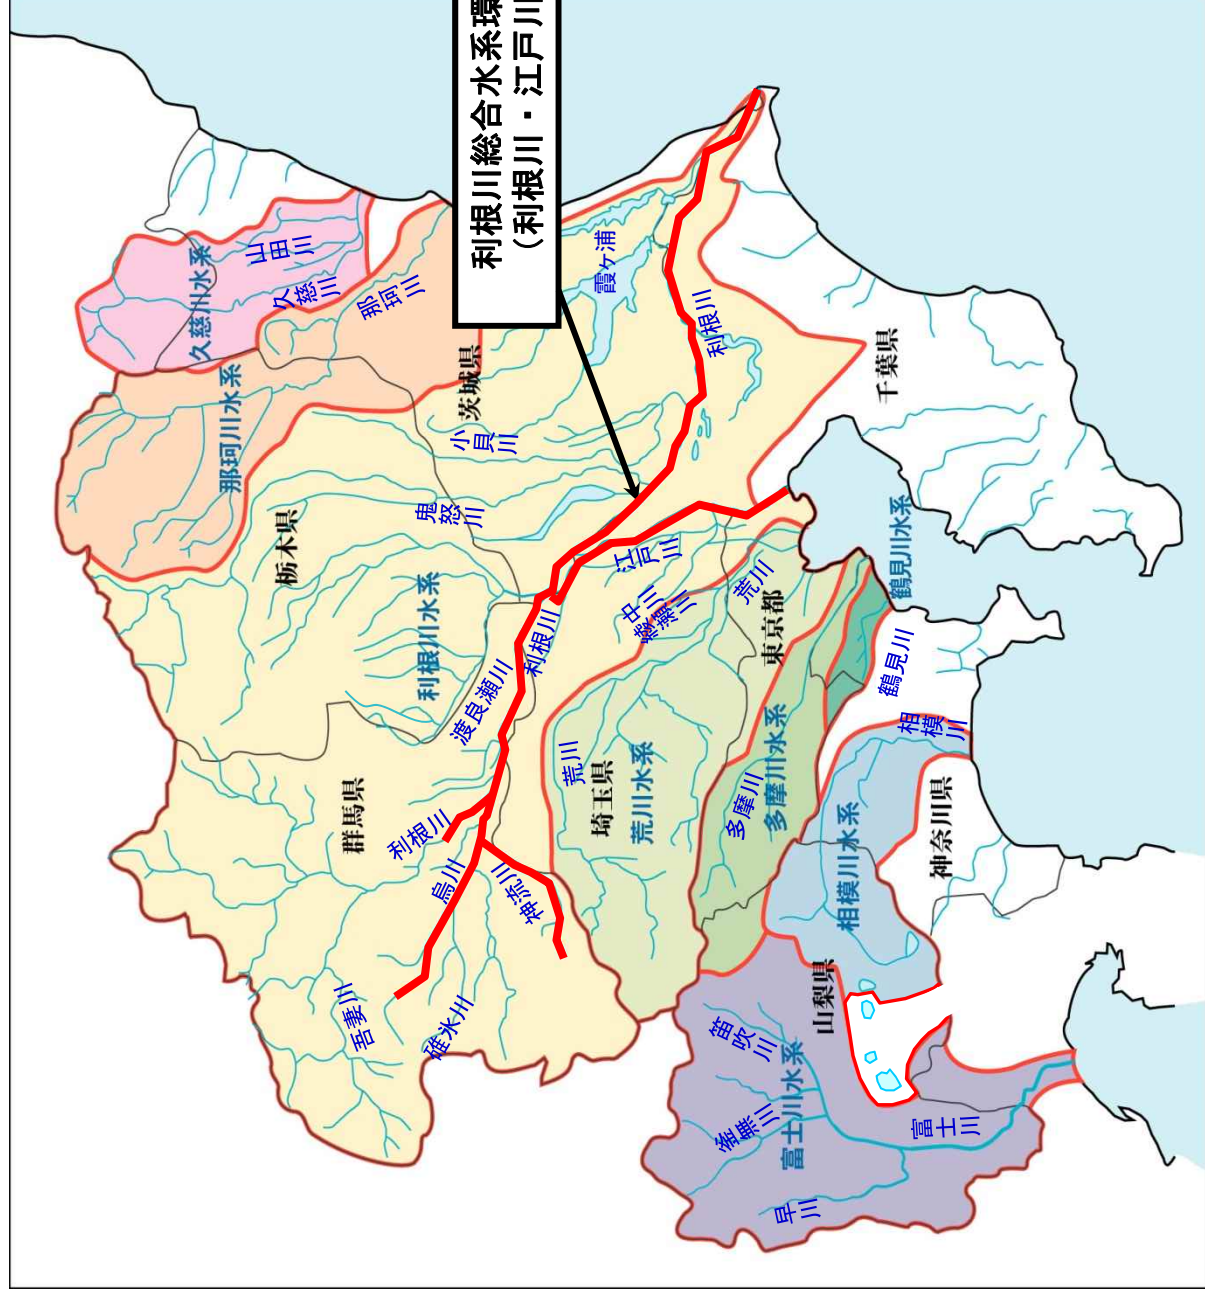 利根川総合水系環
（利根川・江戸川
久慈川水系
山田川
久慈川
那珂川
那珂川水系
茨城県
霞ヶ浦
利根川
千葉県
小貝川
鬼怒川
栃木県
利根川水系
江戸川
中川
綾瀬川
荒川
東京都
鶴見川水系
鶴見川
利根川
渡良瀬川
群馬県
利根川
烏川
神流川
吾妻川
碓氷川
荒川
埼玉県
荒川水系
多摩川
多摩川水系
相模川
相模川水系
神奈川県
山梨県
笛吹川
釜無川
富士川水系
富士川
早川